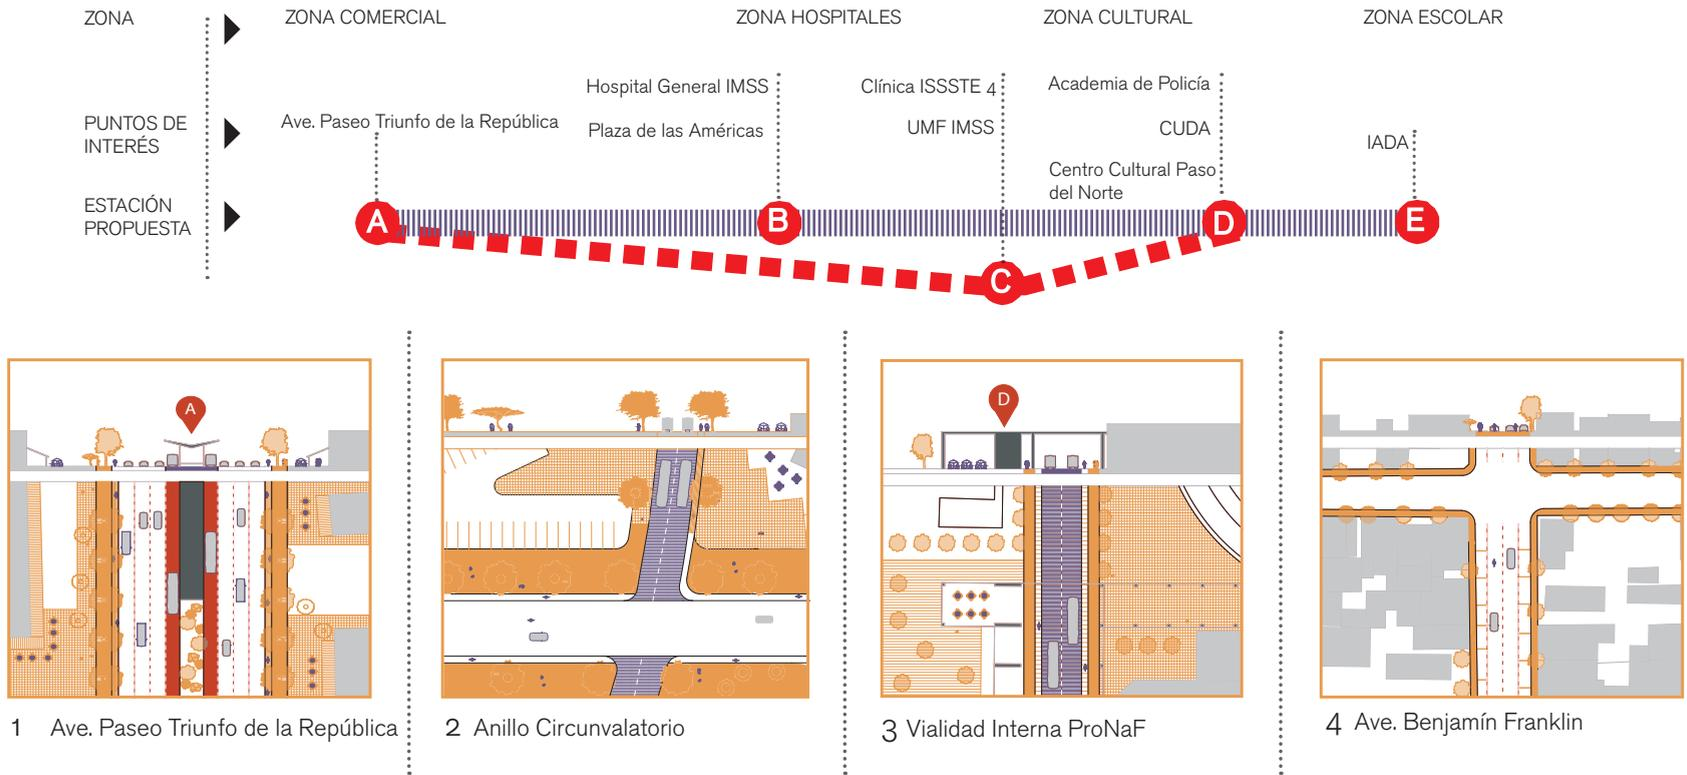 ZONA
ZONA COMERCIAL
ZONA HOSPITALES
ZONA CULTURAL
ZONA ESCOLAR
PUNTOS DE
INTERÉS
Ave. Paseo Triunfo de la República
Hospital General IMSS
Plaza de las Américas
Clínica ISSSTE 4
UMF IMSS
Academia de Policía
CUDA
Centro Cultural Paso
del Norte
IADA
ESTACIÓN
PROPUESTA
A
B
C
D
E
A
D
1 Ave. Paseo Triunfo de la República
2 Anillo Circunvalatorio
3 Vialidad Interna ProNaF
4 Ave. Benjamín Franklin